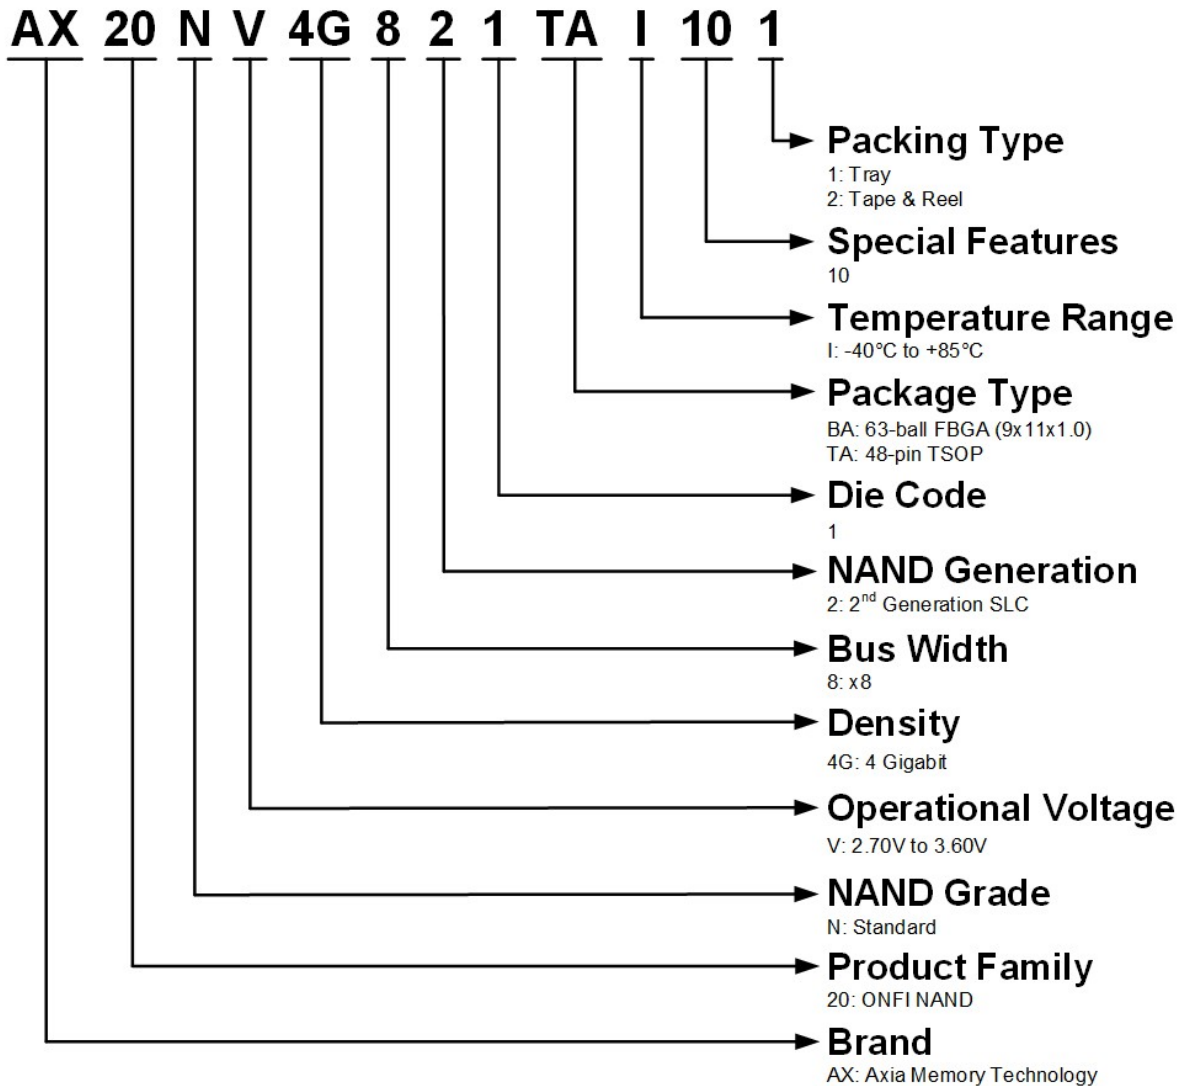 AX 20 N V 4G 8 2 1 TA I 10 1
Packing Type
1: Tray
2: Tape & Reel
Special Features
10
Temperature Range
I: -40°C to +85°C
Package Type
BA: 63-ball FBGA (9x11x1.0)
TA: 48-pin TSOP
Die Code
1
NAND Generation
2: 2nd Generation SLC
Bus Width
8: x8
Density
4G: 4 Gigabit
Operational Voltage
V: 2.70V to 3.60V
NAND Grade
N: Standard
Product Family
20: ONFI NAND
Brand
AX: Axia Memory Technology